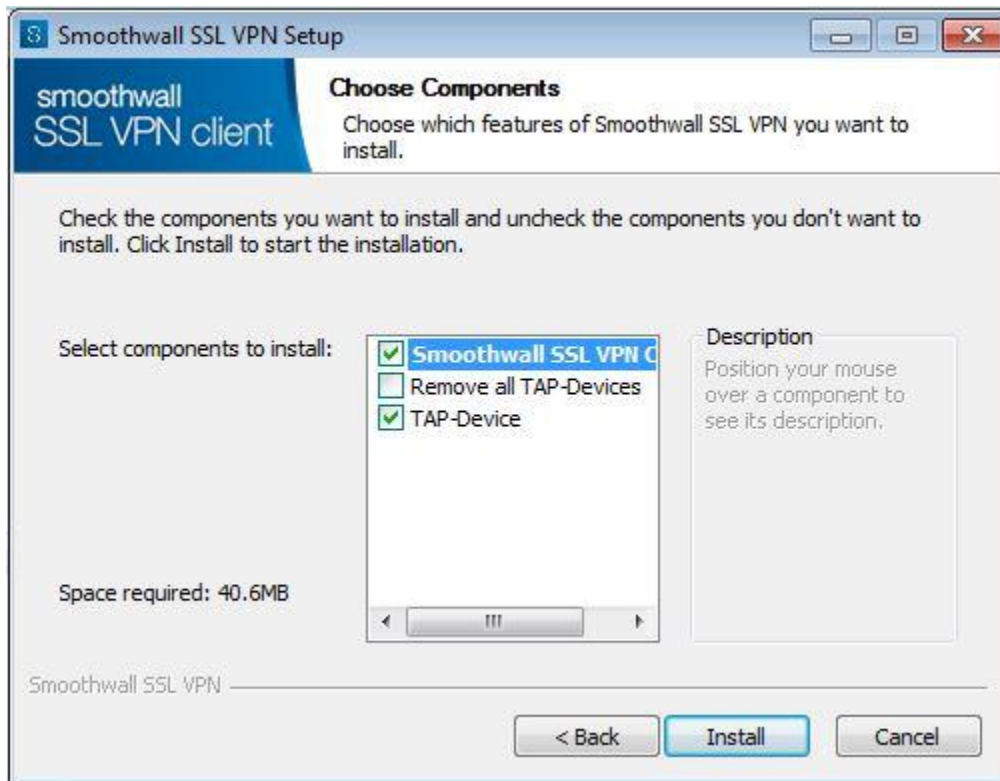 Smoothwall SSL VPN Setup
smoothwall
SSL VPN client
Choose Components
Choose which features of Smoothwall SSL VPN you want to
install.
Check the components you want to install and uncheck the components you don't want to
install. Click Install to start the installation.
Select components to install:
Smoothwall SSL VPN C
Remove all TAP-Devices
TAP-Device
Description
Position your mouse
over a component to
see its description.
Space required: 40.6MB
Smoothwall SSL VPN
< Back
Install
Cancel